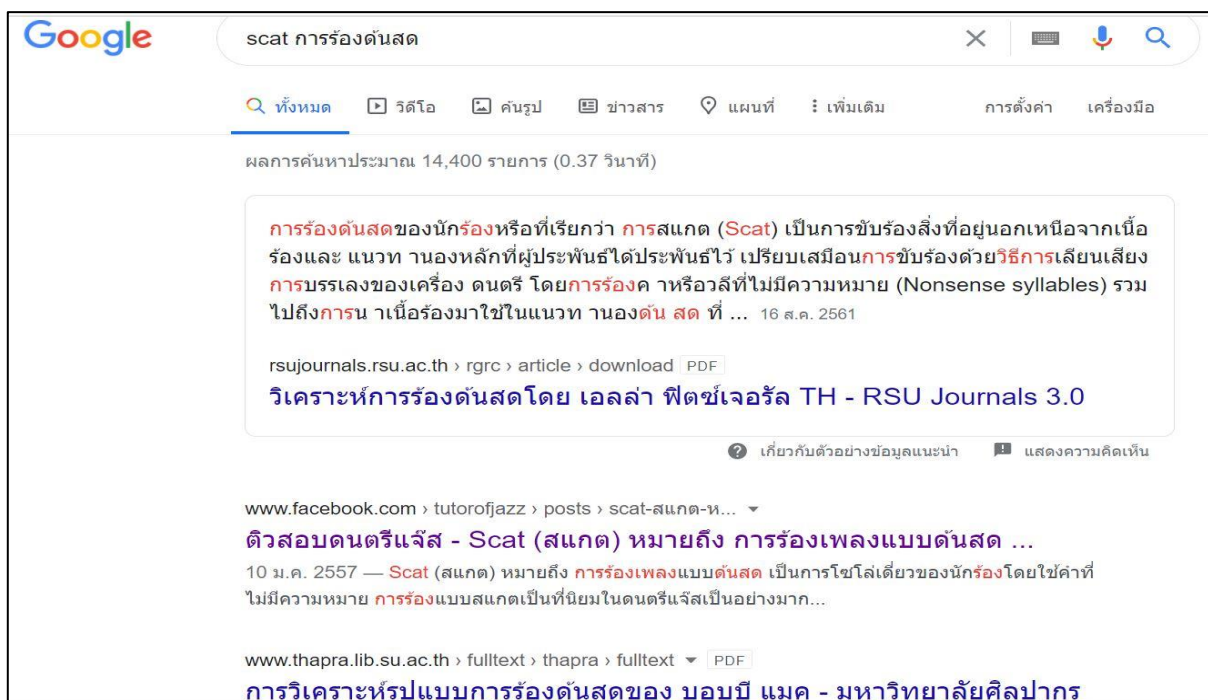 Google
scat การร้องด้นสด
ทั้งหมด วิดีโอ ค้นรูป ข่าวสาร แผนที่ เพิ่มเติม การตั้งค่า เครื่องมือ
ผลการค้นหาประมาณ 14,400 รายการ (0.37 วินาที)
การร้องด้นสดของนักร้องหรือที่เรียกว่า การสแกต (Scat) เป็นการขับร้องสิ่งที่อยู่นอกเหนือจากเนื้อ
ร้องและ แนวท านองหลักที่ผู้ประพันธ์ได้ประพันธ์ไว้ เปรียบเสมือนการขับร้องด้วยวิธีการเลียนเสียง
การบรรเลงของเครื่อง ดนตรี โดยการร้องค าหรือวลีที่ไม่มีความหมาย (Nonsense syllables) รวม
ไปถึงการน าเนื้อร้องมาใช้ในแนวท านองด้น สด ที่ ... 16 ส.ค. 2561
rsujournals.rsu.ac.th › rgrc › article › download PDF
วิเคราะห์การร้องด้นสดโดย เอลล่า ฟิตซ์เจอรัล TH - RSU Journals 3.0
เกี่ยวกับตัวอย่างข้อมูลแนะนำ แสดงความคิดเห็น
www.facebook.com › tutorofjazz › posts › scat-สแกต-ห...
ติวสอบดนตรีแจ๊ส - Scat (สแกต) หมายถึง การร้องเพลงแบบด้นสด ...
10 ม.ค. 2557 — Scat (สแกต) หมายถึง การร้องเพลงแบบด้นสด เป็นการโซโล่เดี่ยวของนักร้องโดยใช้คำที่
ไม่มีความหมาย การร้องแบบสแกตเป็นที่นิยมในดนตรีแจ๊สเป็นอย่างมาก...
www.thapra.lib.su.ac.th › fulltext › thapra › fulltext PDF
การวิเคราะห์รูปแบบการร้องด้นสดของ บอบบี แมค - มหาวิทยาลัยศิลปากร